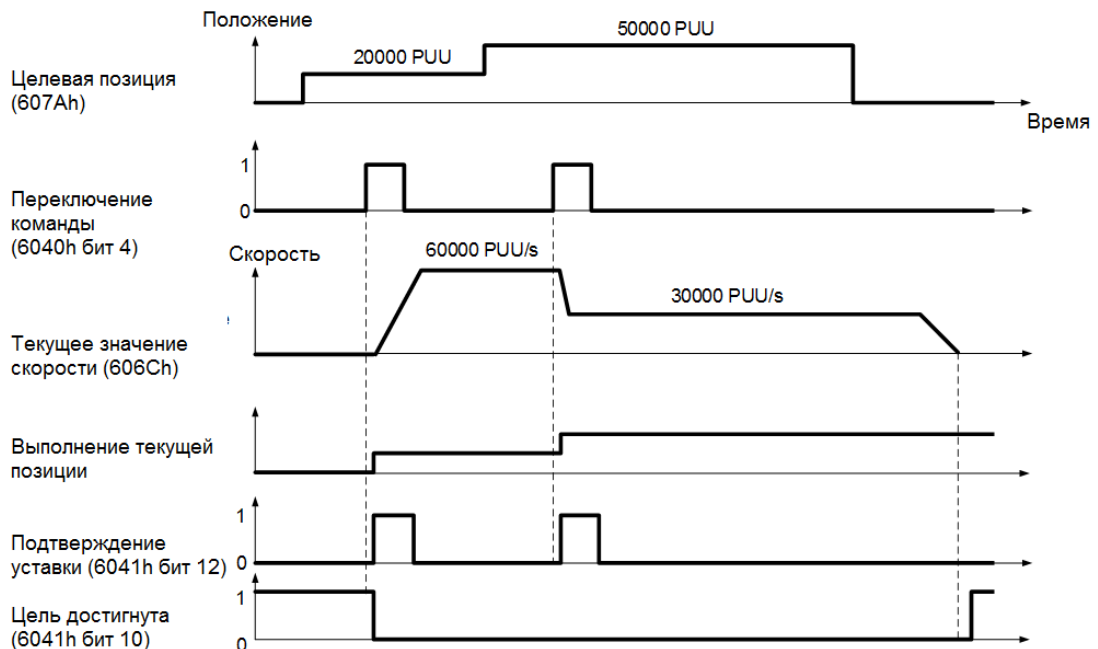 Положение
50000 PUU
20000 PUU
Целевая позиция
(607Ah)
Время
1
0
Переключение
команды
(6040h бит 4)
60000 PUU/s
Скорость
30000 PUU/s
Текущее значение
скорости (606Ch)
Выполнение текущей
позиции
1
Подтверждение
уставки (6041h бит 12)
0
1
Цель достигнута
(6041h бит 10)
0